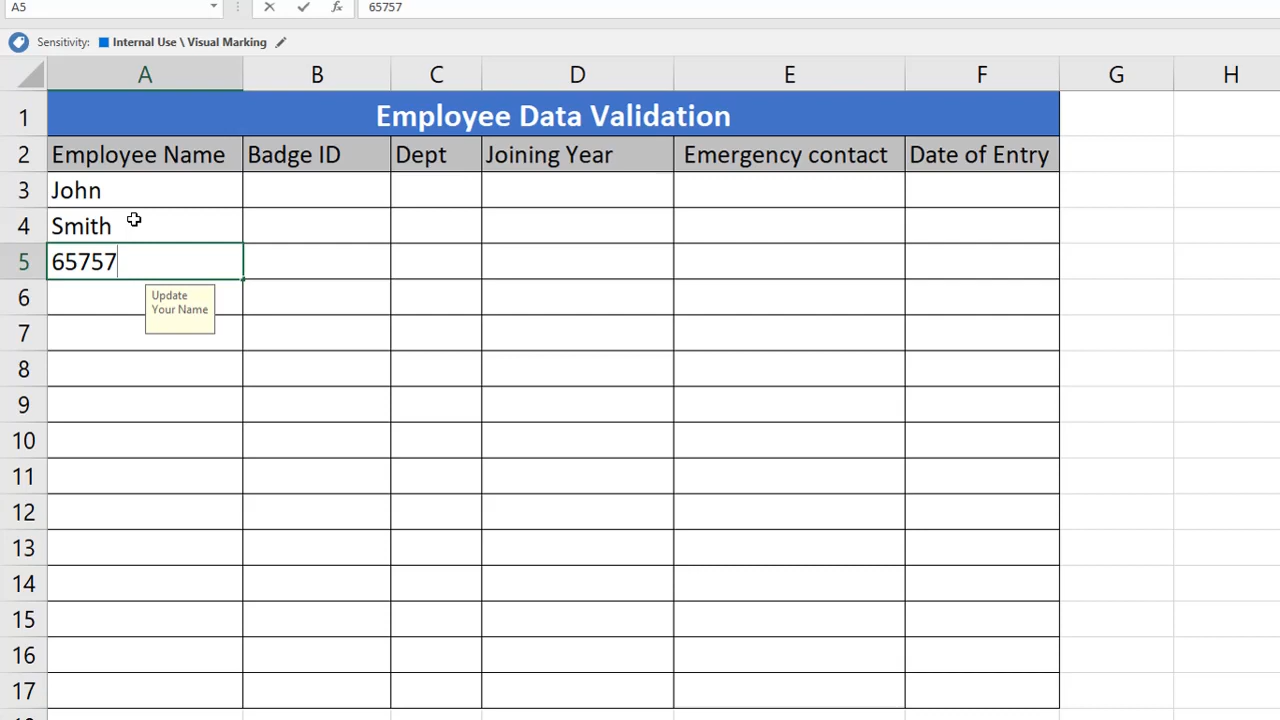 A5 fx 65757
Sensitivity: Internal Use \ Visual Marking
A B C D E F G H
1 Employee Data Validation
2 Employee Name Badge ID Dept Joining Year Emergency contact Date of Entry
3 John
4 Smith
5 65757
Update
Your Name
6
7
8
9
10
11
12
13
14
15
16
17